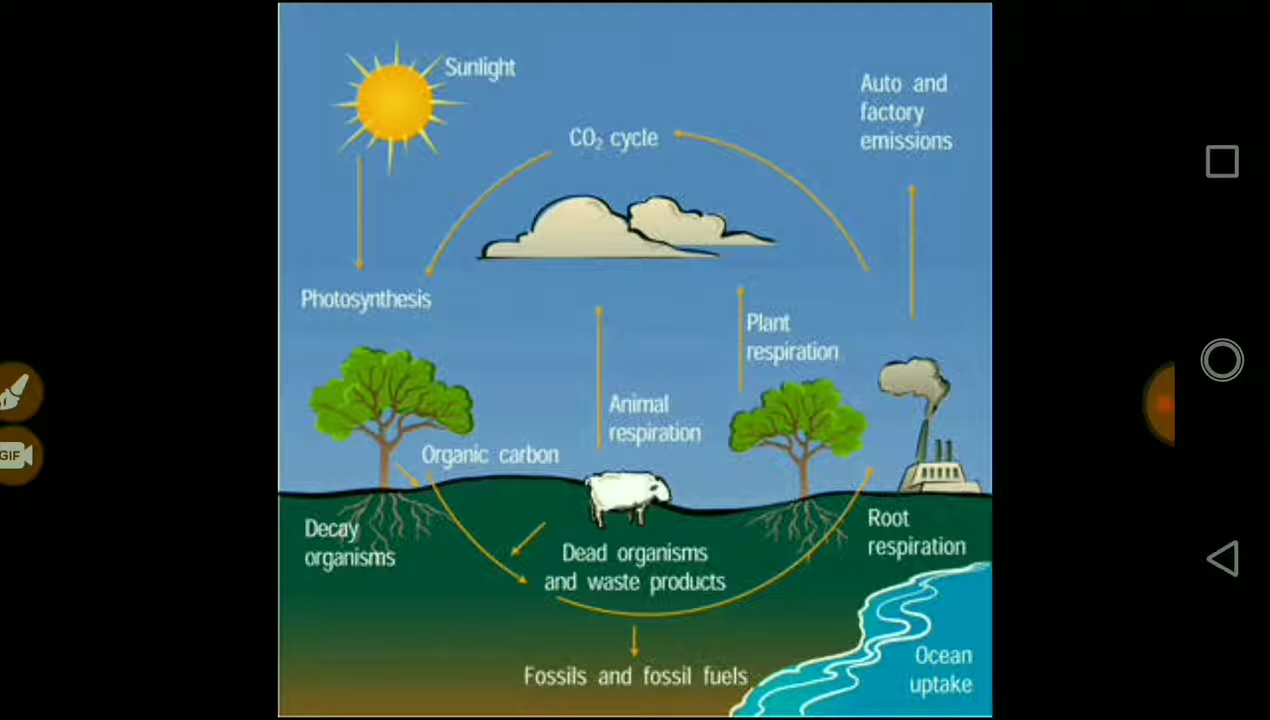 Sunlight
Auto and
factory
emissions
CO₂ cycle
Photosynthesis
Plant
respiration
Animal
respiration
Organic carbon
Decay
organisms
Root
respiration
Dead organisms
and waste products
Fossils and fossil fuels
Ocean
uptake
GIF